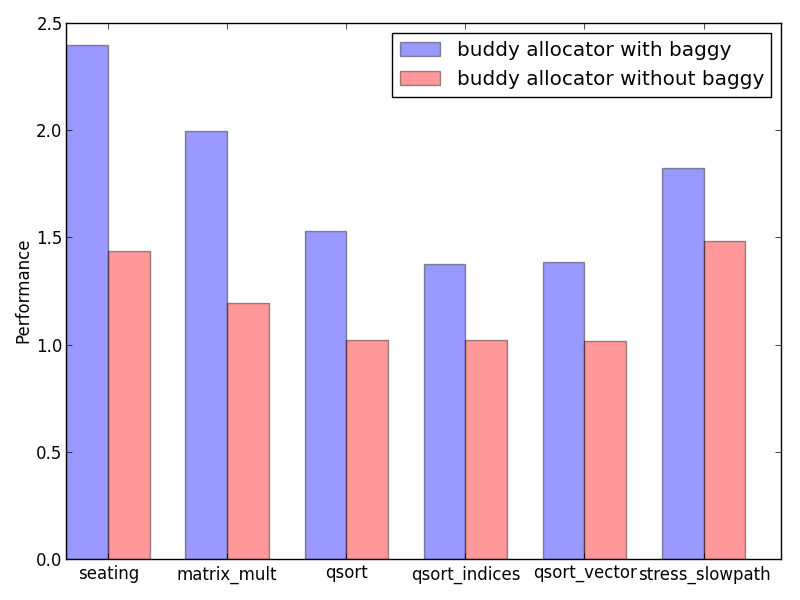 2.5
buddy allocator with baggy
buddy allocator without baggy
2.0
1.5
1.0
0.5
0.0
Performance
seating matrix_mult qsort qsort_indices qsort_vector stress_slowpath